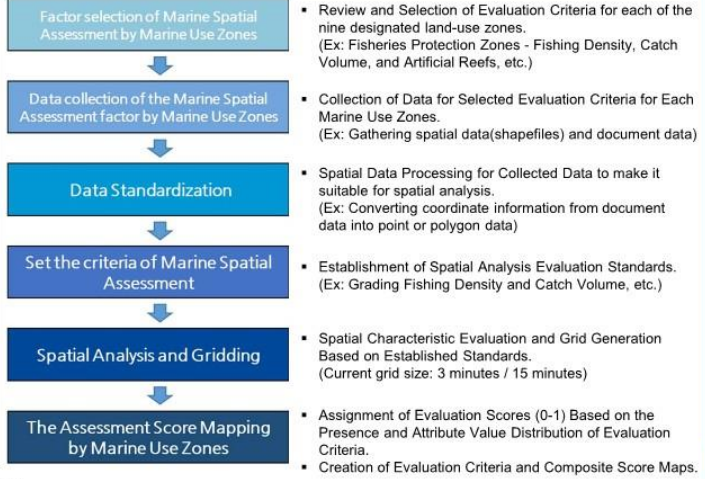 Factor selection of Marine Spatial
Assessment by Marine Use Zones
▪ Review and Selection of Evaluation Criteria for each of the
nine designated land-use zones.
(Ex: Fisheries Protection Zones - Fishing Density, Catch
Volume, and Artificial Reefs, etc.)
Data collection of the Marine Spatial
Assessment factor by Marine Use Zones
▪ Collection of Data for Selected Evaluation Criteria for Each
Marine Use Zones.
(Ex: Gathering spatial data(shapefiles) and document data)
Data Standardization
▪ Spatial Data Processing for Collected Data to make it
suitable for spatial analysis.
(Ex: Converting coordinate information from document
data into point or polygon data)
Set the criteria of Marine Spatial
Assessment
▪ Establishment of Spatial Analysis Evaluation Standards.
(Ex: Grading Fishing Density and Catch Volume, etc.)
Spatial Analysis and Gridding
▪ Spatial Characteristic Evaluation and Grid Generation
Based on Established Standards.
(Current grid size: 3 minutes / 15 minutes)
The Assessment Score Mapping
by Marine Use Zones
▪ Assignment of Evaluation Scores (0-1) Based on the
Presence and Attribute Value Distribution of Evaluation
Criteria.
▪ Creation of Evaluation Criteria and Composite Score Maps.